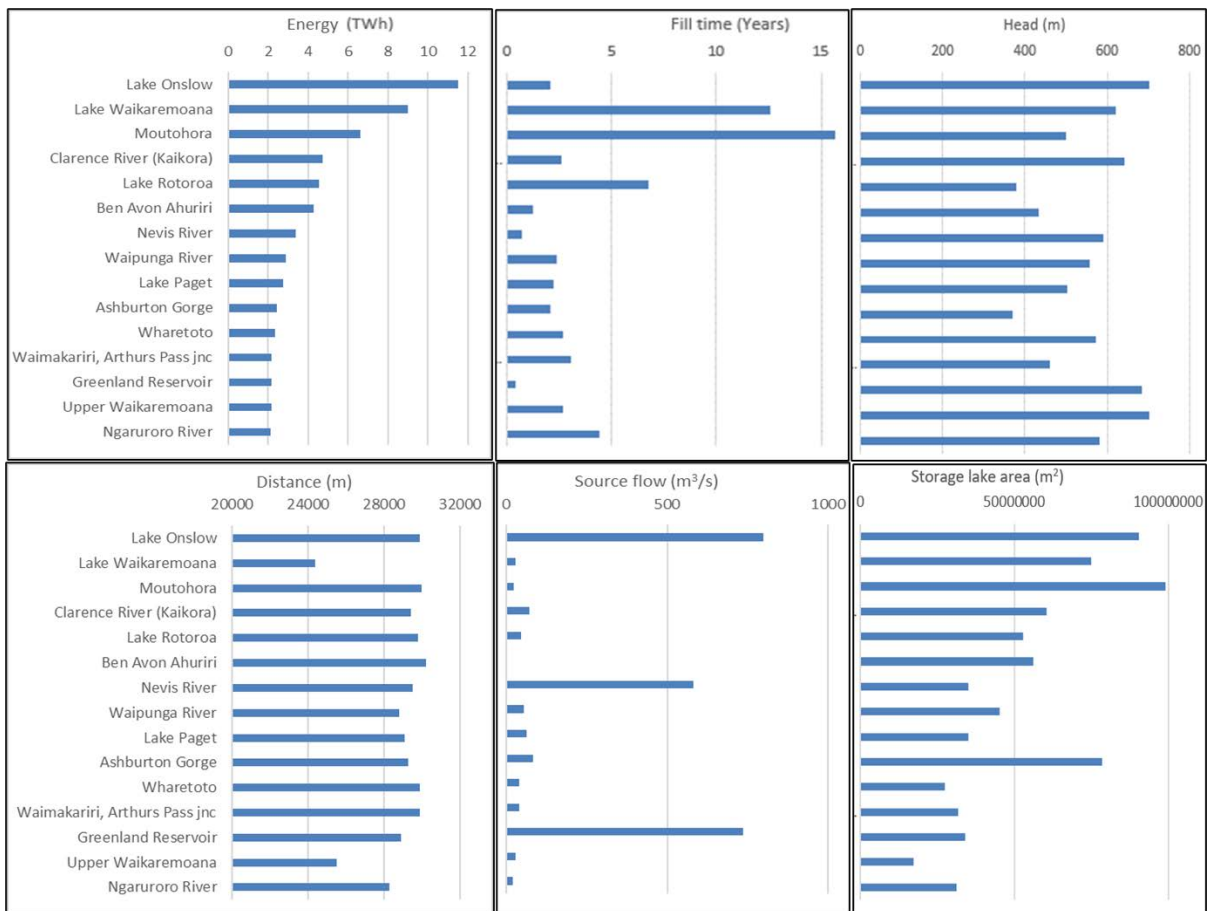 Energy (TWh)
0 2 4 6 8 10 12
Lake Onslow
Lake Waikaremoana
Moutohora
Clarence River (Kaikora)
Lake Rotoroa
Ben Avon Ahuriri
Nevis River
Waipunga River
Lake Paget
Ashburton Gorge
Wharetoto
Waimakariri, Arthurs Pass jnc
Greenland Reservoir
Upper Waikaremoana
Ngaruroro River
Fill time (Years)
0 5 10 15
Head (m)
0 200 400 600 800
Distance (m)
20000 24000 28000 32000
Lake Onslow
Lake Waikaremoana
Moutohora
Clarence River (Kaikora)
Lake Rotoroa
Ben Avon Ahuriri
Nevis River
Waipunga River
Lake Paget
Ashburton Gorge
Wharetoto
Waimakariri, Arthurs Pass jnc
Greenland Reservoir
Upper Waikaremoana
Ngaruroro River
Source flow (m³/s)
0 500 1000
Storage lake area (m²)
0 50000000 100000000